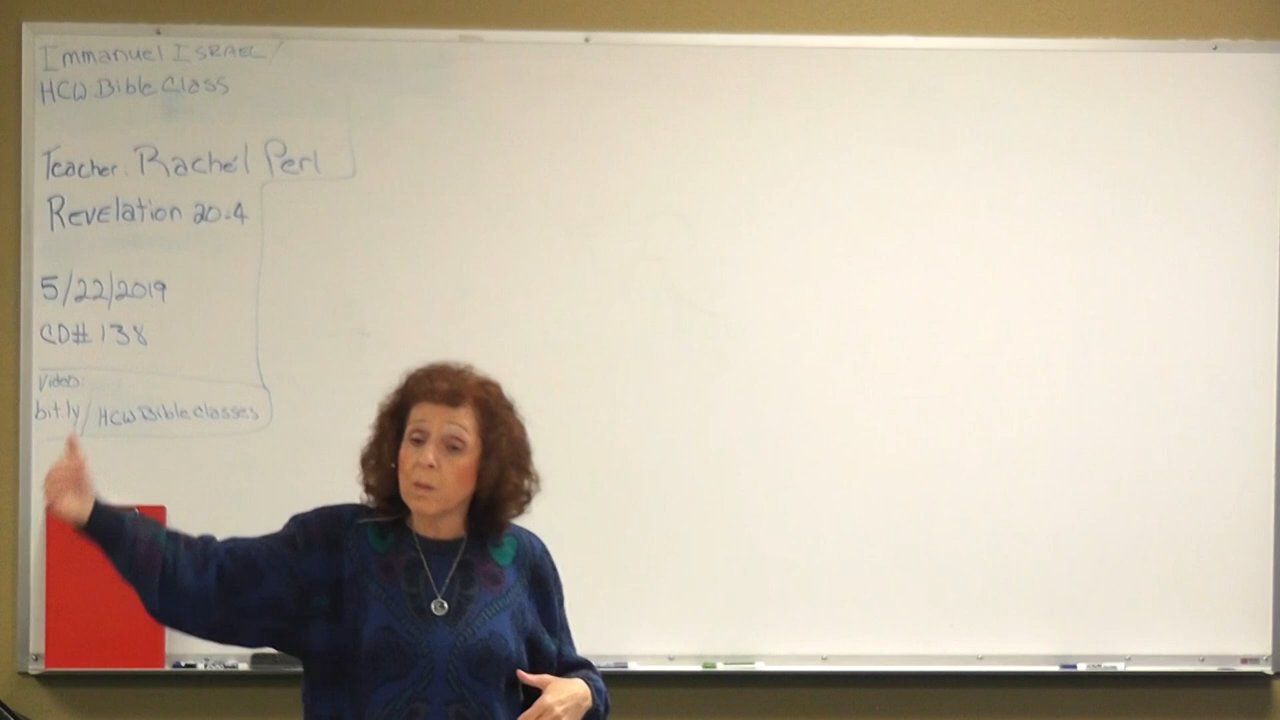 Immanuel ISRAEL/
HCW Bible Class
Teacher. Rachel Perl
Revelation 20.4
5/22/2019
CD# 138
Video:
bit.ly/HCWBibleclasses